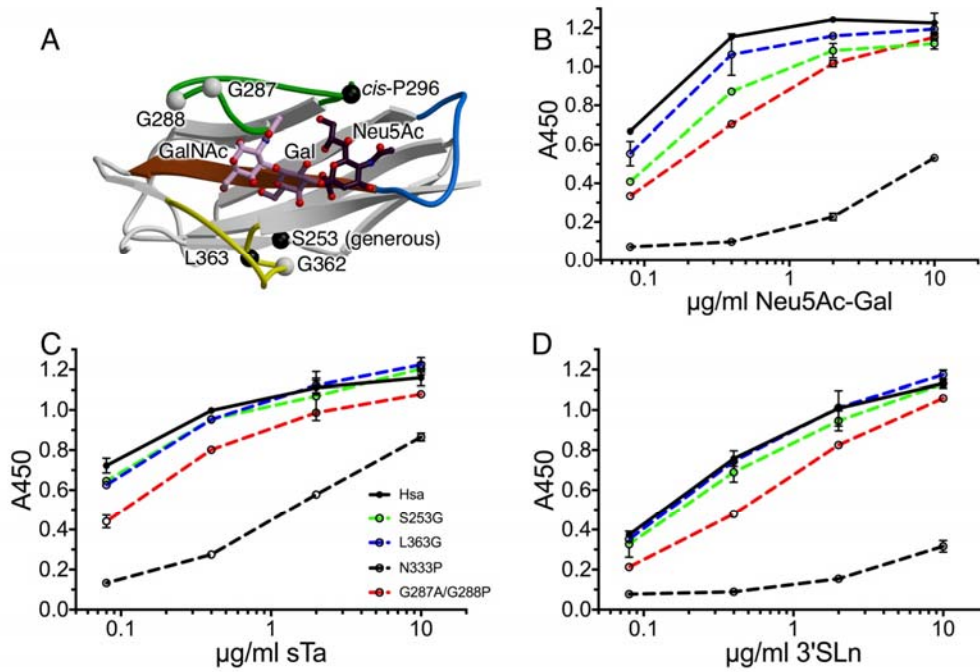 A
G287
G288
cis-P296
GalNAc
Gal
Neu5Ac
S253 (generous)
L363
G362
B
A450
1.2
1.0
0.8
0.6
0.4
0.2
0.0
0.1
1
10
µg/ml Neu5Ac-Gal
C
A450
1.2
1.0
0.8
0.6
0.4
0.2
0.0
0.1
1
10
µg/ml sTa
Hsa
S253G
L363G
N333P
G287A/G288P
D
A450
1.2
1.0
0.8
0.6
0.4
0.2
0.0
0.1
1
10
µg/ml 3'SLn